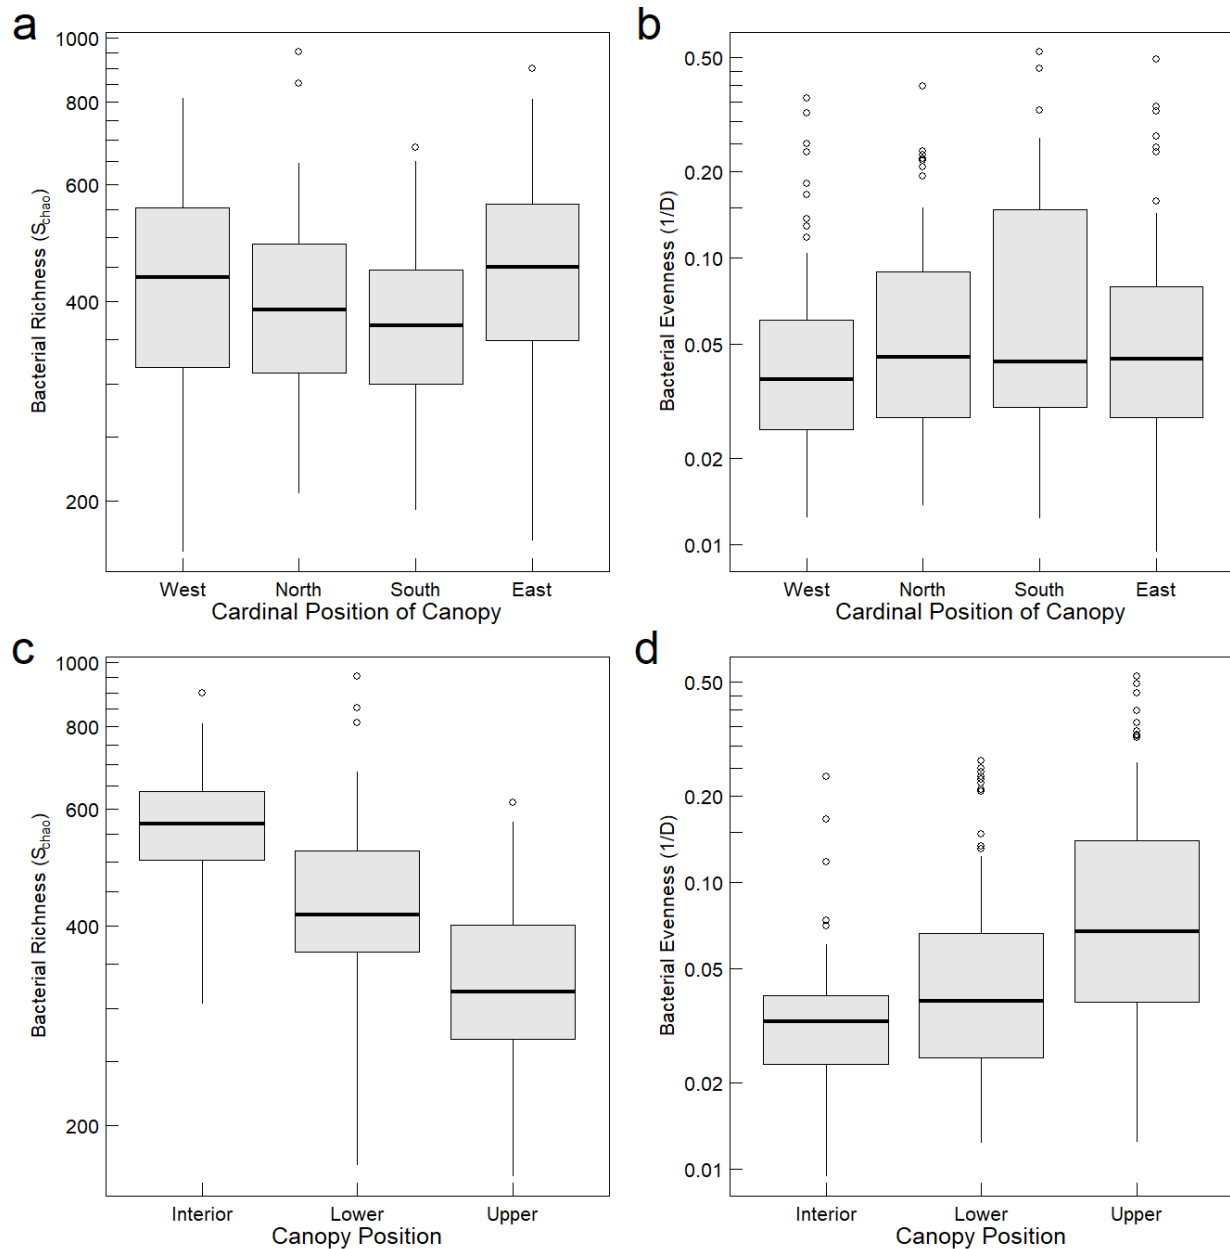 a
1000
800
600
400
200
Bacterial Richness (Schao)
West North South East
Cardinal Position of Canopy
b
0.50
0.20
0.10
0.05
0.02
0.01
Bacterial Evenness (1/D)
West North South East
Cardinal Position of Canopy
c
1000
800
600
400
200
Bacterial Richness (Schao)
Interior Lower Upper
Canopy Position
d
0.50
0.20
0.10
0.05
0.02
0.01
Bacterial Evenness (1/D)
Interior Lower Upper
Canopy Position